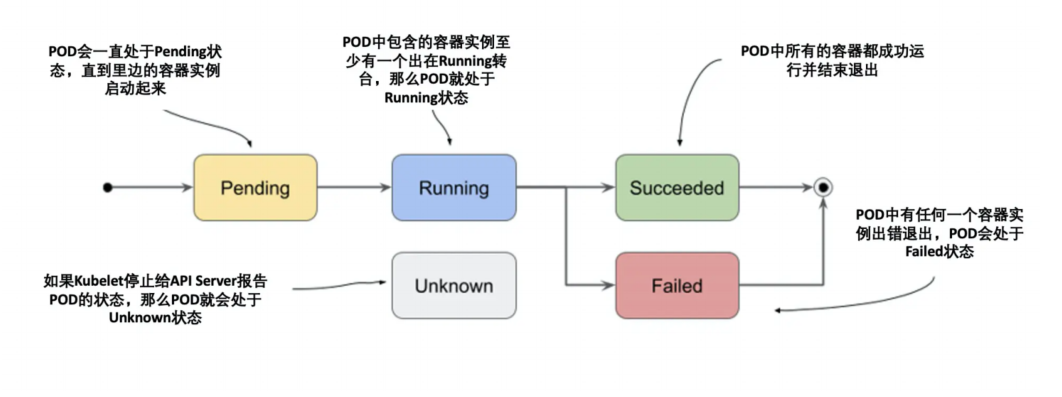 POD会一直处于Pending状
态，直到里边的容器实例
启动起来
POD中包含的容器实例至
少有一个出在Running转
台，那么POD就处于
Running状态
POD中所有的容器都成功运
行并结束退出
Pending
Running
Succeeded
POD中有任何一个容器实
例出错退出，POD会处于
Failed状态
如果Kubelet停止给API Server报告
POD的状态，那么POD就会处于
Unknown状态
Unknown
Failed